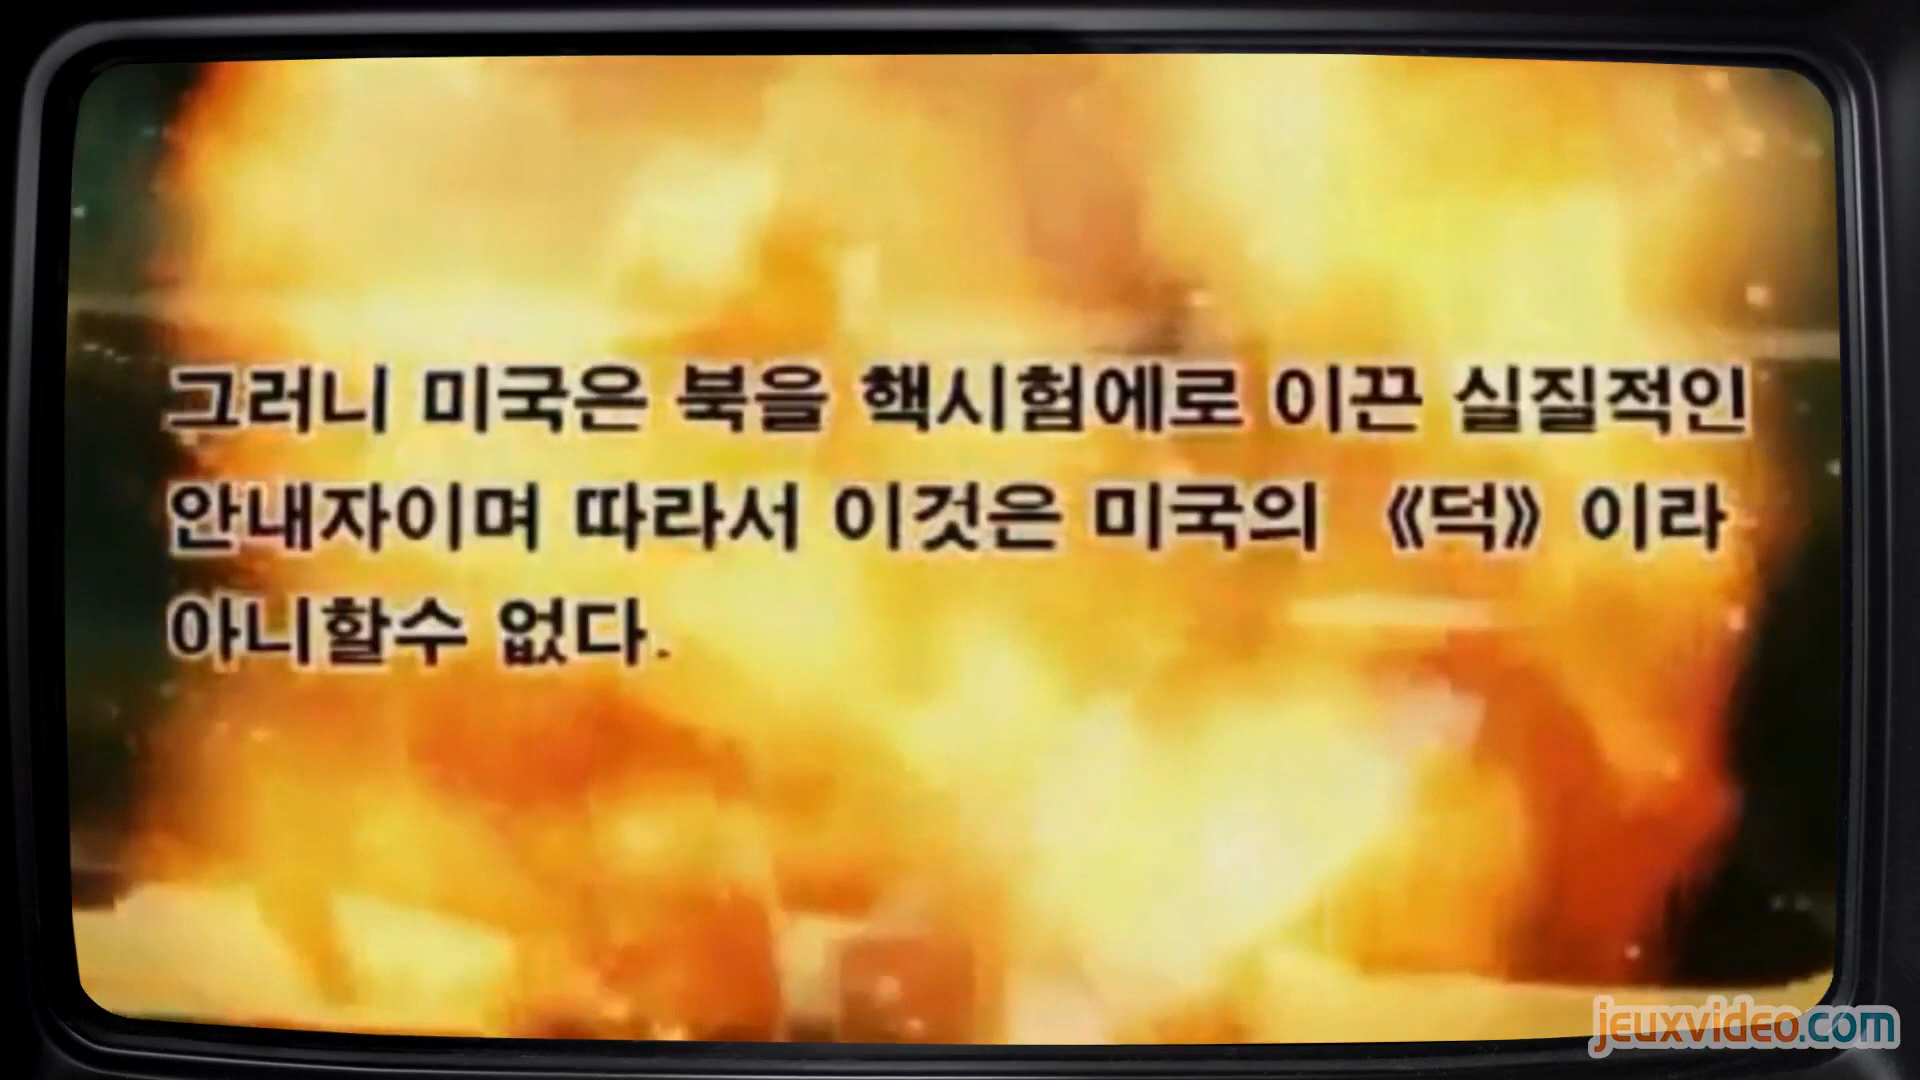 그러니 미국은 북을 핵시험에로 이끈 실질적인
안내자이며 따라서 이것은 미국의 《덕》이라
아니할수 없다.
jeuxvideo.com